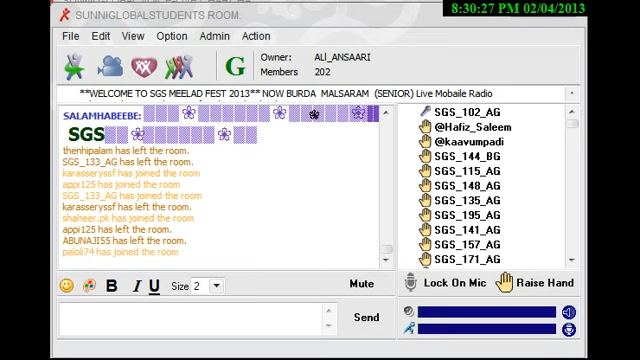 8:30:27 PM 02/04/2013
SUNNIGLOBALSTUDENTS ROOM.
File Edit View Option Admin Action
G
Owner: ALI_ANSAARI
Members 202
**WELCOME TO SGS MEELAD FEST 2013** NOW BURDA MALSARAM (SENIOR) Live Mobaile Radio
SALAMHABEEBE:
SGS
thenhipalam has left the room.
SGS_133_AG has left the room.
karasseryssf has joined the room
appi125 has joined the room
SGS_133_AG has joined the room
karasseryssf has left the room.
shaheer.pk has joined the room
appi125 has left the room.
ABUNAJI55 has left the room.
paloli74 has joined the room
SGS_102_AG
@Hafiz_Saleem
@kaavumpadi
SGS_144_BG
SGS_115_AG
SGS_148_AG
SGS_135_AG
SGS_195_AG
SGS_141_AG
SGS_157_AG
SGS_171_AG
B I U Size 2 Mute
Lock On Mic Raise Hand
Send